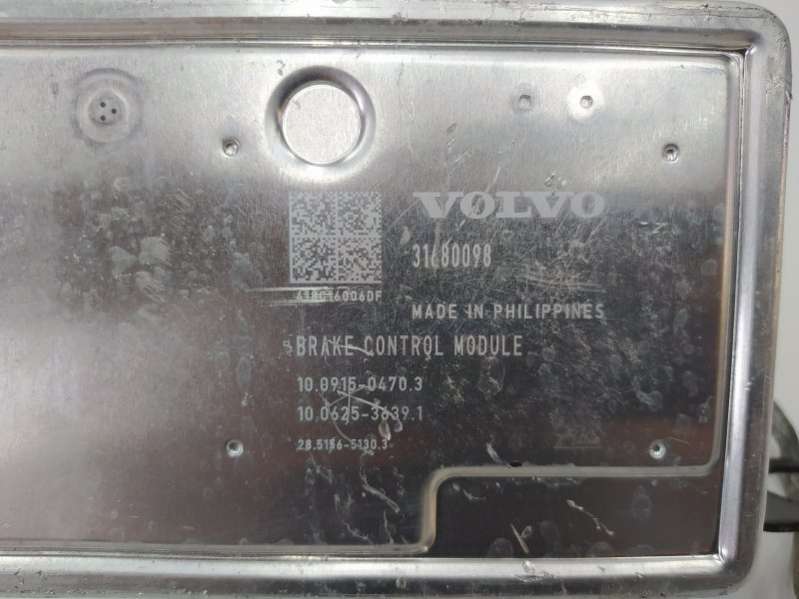 VOLVO
31680098
MADE IN PHILIPPINES
BRAKE CONTROL MODULE
10.0915-0470.3
10.0625-3639.1
28.5156-5130.3